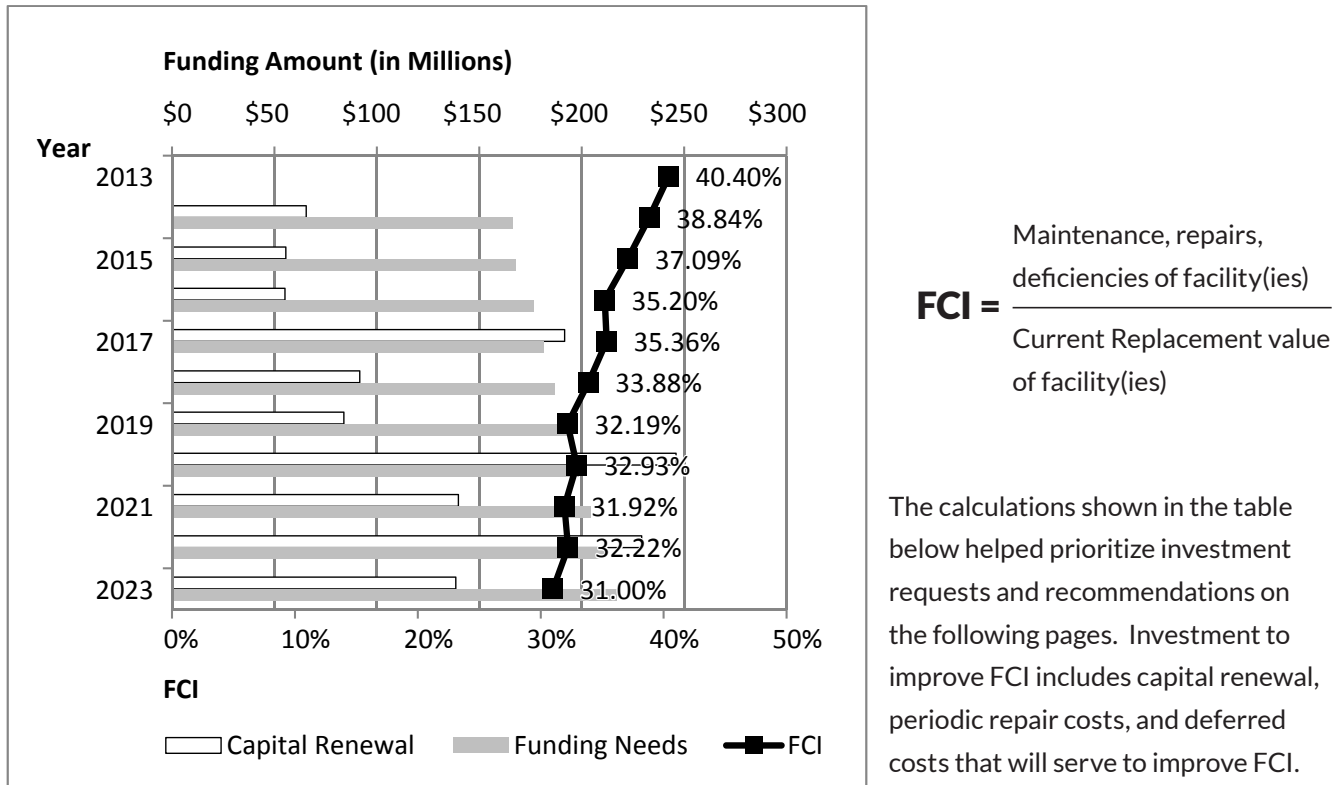 Funding Amount (in Millions)
$0 $50 $100 $150 $200 $250 $300
Year
2013 40.40%
38.84%
2015 37.09%
35.20%
2017 35.36%
33.88%
2019 32.19%
32.93%
2021 31.92%
32.22%
2023 31.00%
0% 10% 20% 30% 40% 50%
FCI
Capital Renewal Funding Needs FCI
Maintenance, repairs,
deficiencies of facility(ies)
FCI =
Current Replacement value
of facility(ies)
The calculations shown in the table
below helped prioritize investment
requests and recommendations on
the following pages. Investment to
improve FCI includes capital renewal,
periodic repair costs, and deferred
costs that will serve to improve FCI.